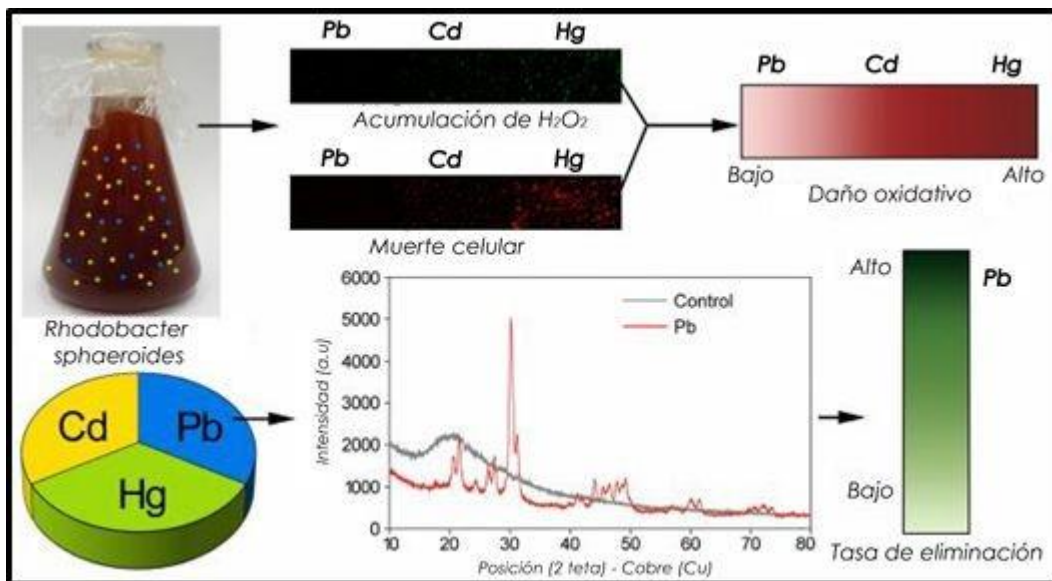 Pb Cd Hg
Acumulación de H₂O₂
Pb Cd Hg
Muerte celular
Pb Cd Hg
Bajo Alto
Daño oxidativo
Rhodobacter
sphaeroides
Cd Pb
Hg
6000
5000
4000
3000
2000
1000
0
Intensidad (a.u)
Control
Pb
10 20 30 40 50 60 70 80
Posición (2 teta) - Cobre (Cu)
Alto
Pb
Bajo
Tasa de eliminación